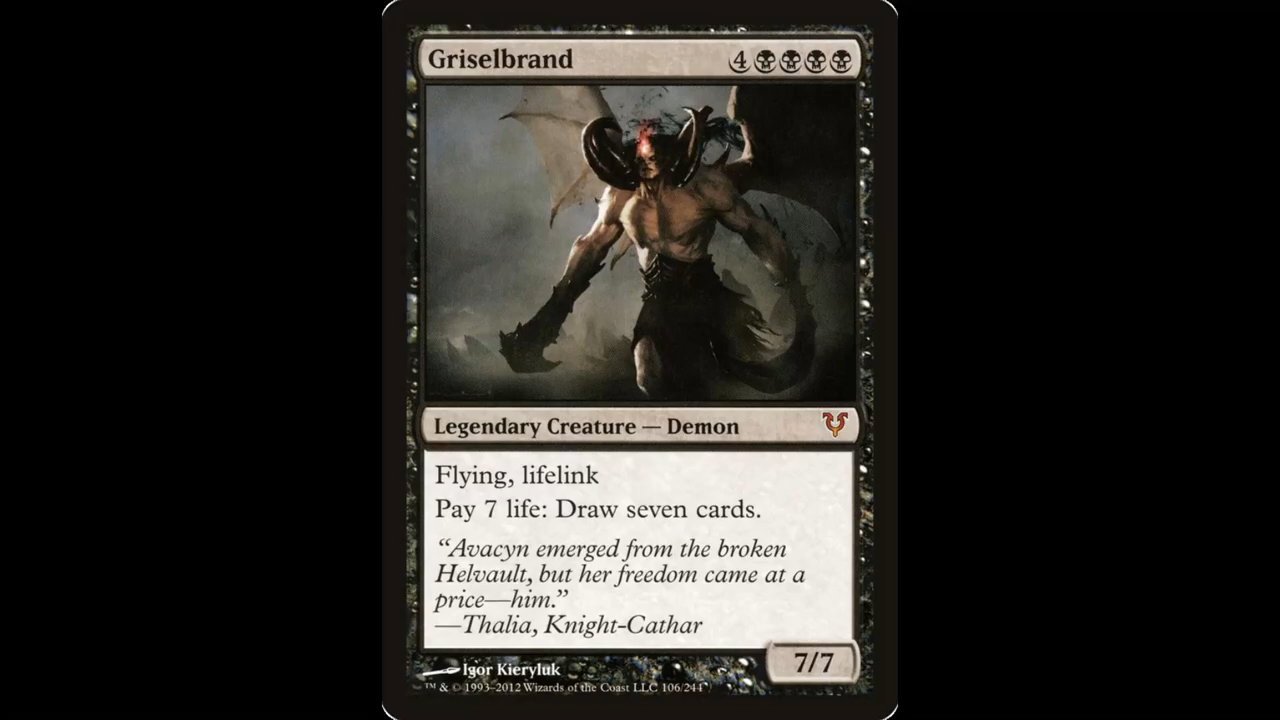 Griselbrand 4
Legendary Creature — Demon
Flying, lifelink
Pay 7 life: Draw seven cards.
“Avacyn emerged from the broken
Helvault, but her freedom came at a
price—him.”
—Thalia, Knight-Cathar
7/7
Igor Kieryluk
™ & © 1993–2012 Wizards of the Coast LLC 106/244